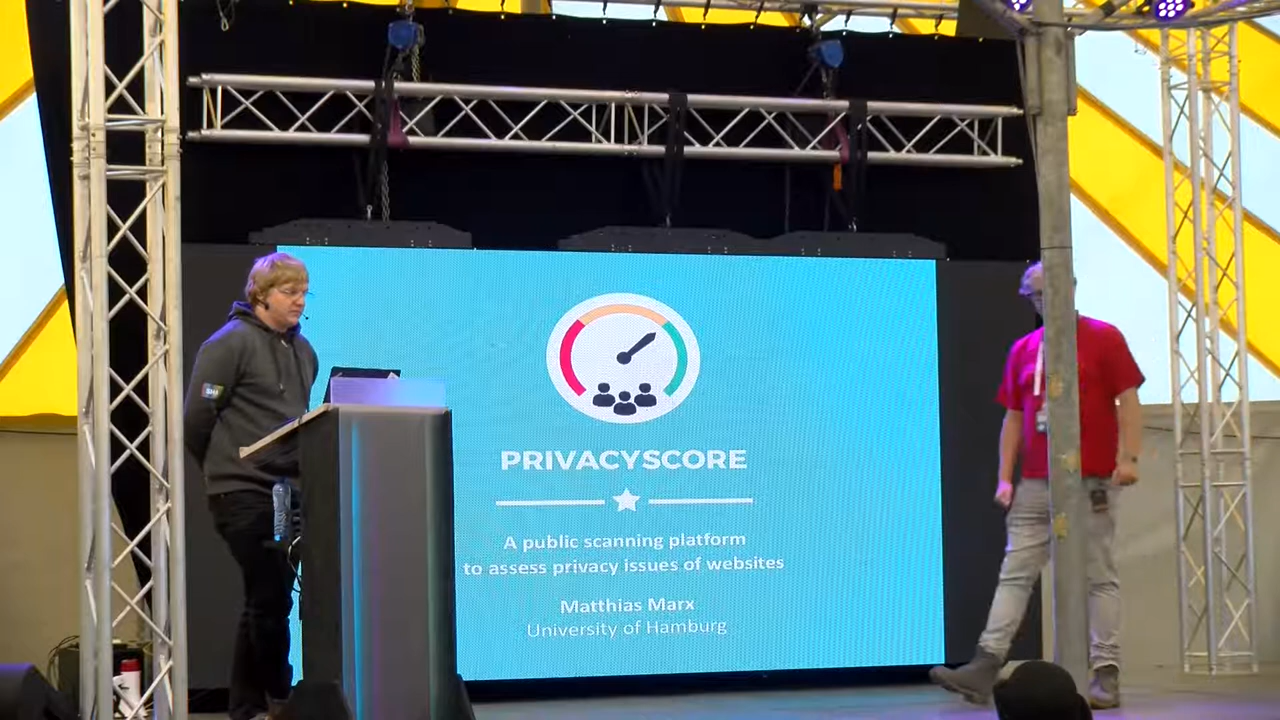 PRIVACYSCORE
A public scanning platform
to assess privacy issues of websites
Matthias Marx
University of Hamburg